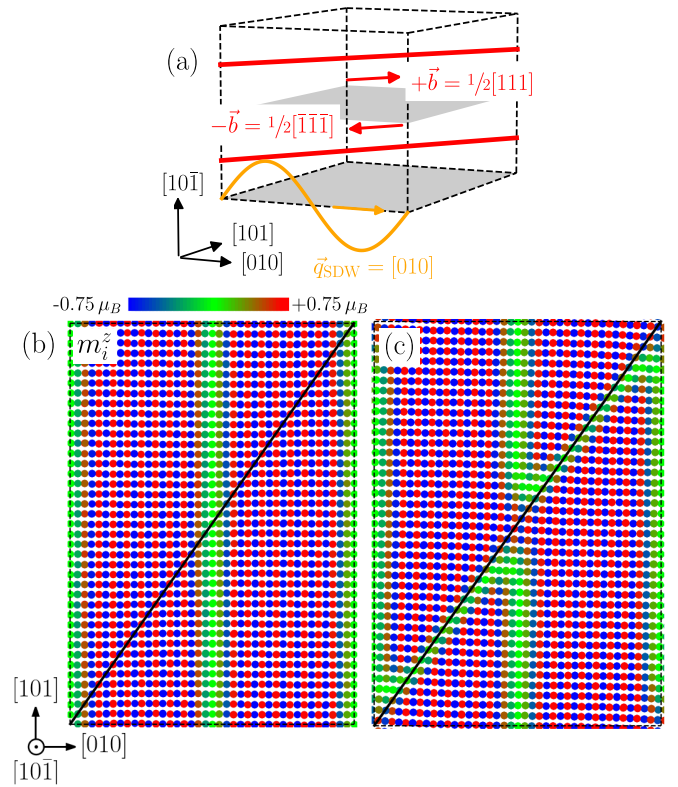 (a)
+b⃗ = 1/2[111]
−b⃗ = 1/2[1̄1̄1̄]
[101̄]
[101]
[010]
q⃗SDW = [010]
-0.75 μB
+0.75 μB
(b)
m_i^z
(c)
[101]
[010]
[101̄]